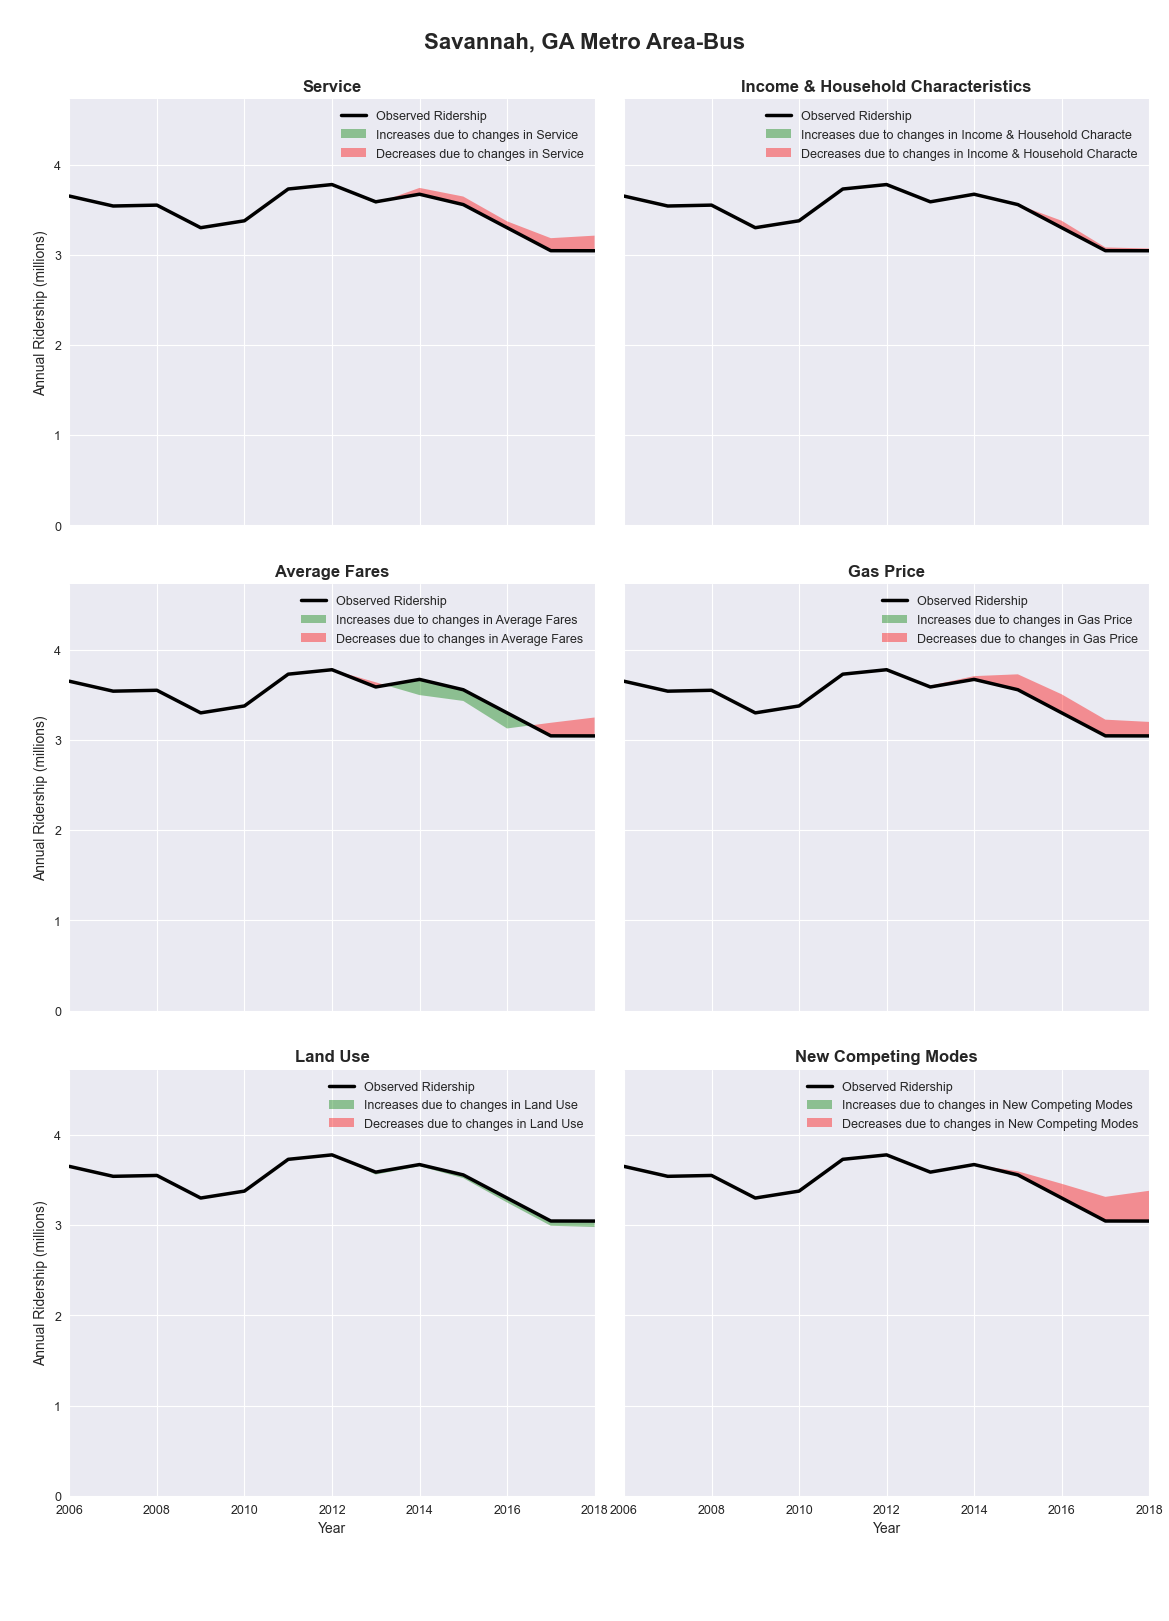 Savannah, GA Metro Area-Bus
Service
Observed Ridership
Increases due to changes in Service
Decreases due to changes in Service
4
3
2
1
0
Annual Ridership (millions)
Income & Household Characteristics
Observed Ridership
Increases due to changes in Income & Household Characte
Decreases due to changes in Income & Household Characte
Average Fares
Observed Ridership
Increases due to changes in Average Fares
Decreases due to changes in Average Fares
4
3
2
1
0
Annual Ridership (millions)
Gas Price
Observed Ridership
Increases due to changes in Gas Price
Decreases due to changes in Gas Price
Land Use
Observed Ridership
Increases due to changes in Land Use
Decreases due to changes in Land Use
4
3
2
1
0
Annual Ridership (millions)
2006 2008 2010 2012 2014 2016 2018
Year
New Competing Modes
Observed Ridership
Increases due to changes in New Competing Modes
Decreases due to changes in New Competing Modes
2006 2008 2010 2012 2014 2016 2018
Year